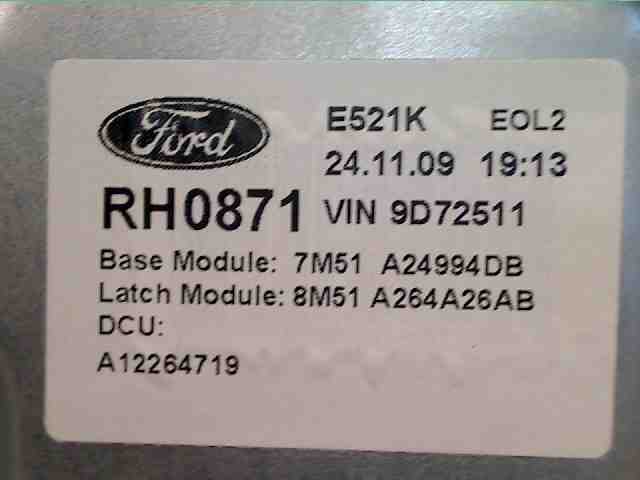 Ford
E521K EOL2
24.11.09 19:13
RH0871 VIN 9D72511
Base Module: 7M51 A24994DB
Latch Module: 8M51 A264A26AB
DCU:
A12264719